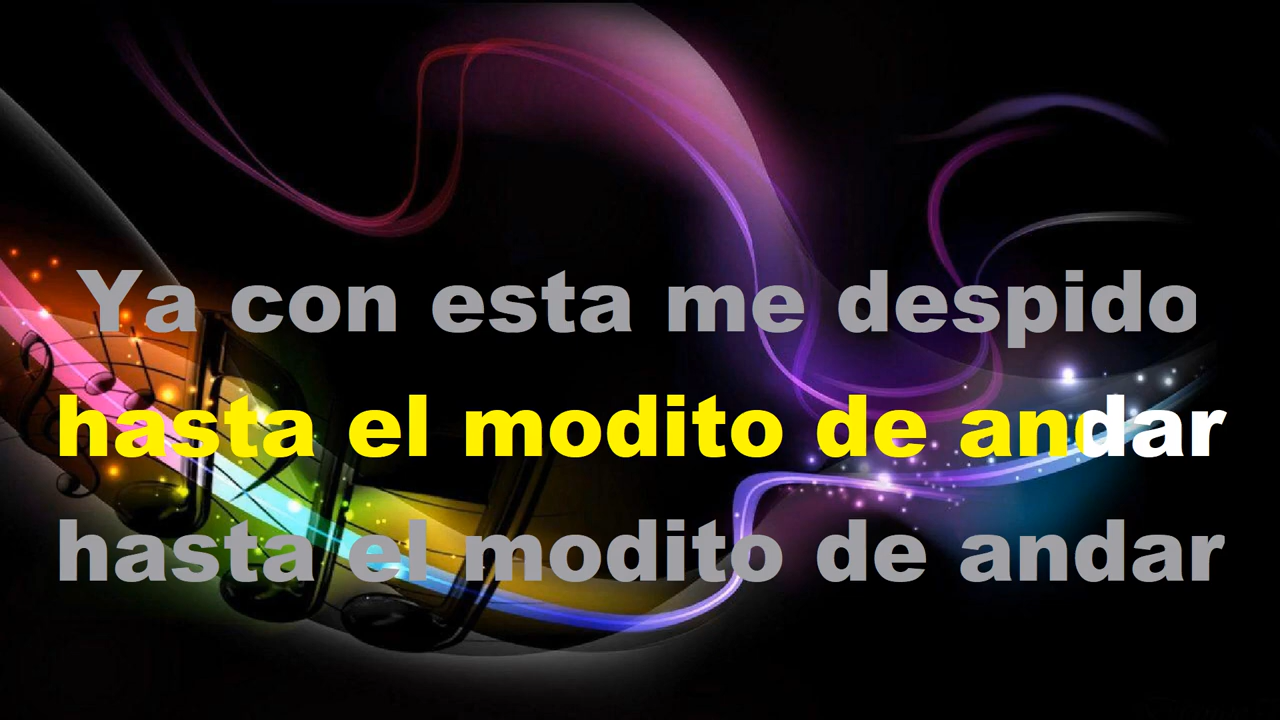 Ya con esta me despido
hasta el modito de andar
hasta el modito de andar